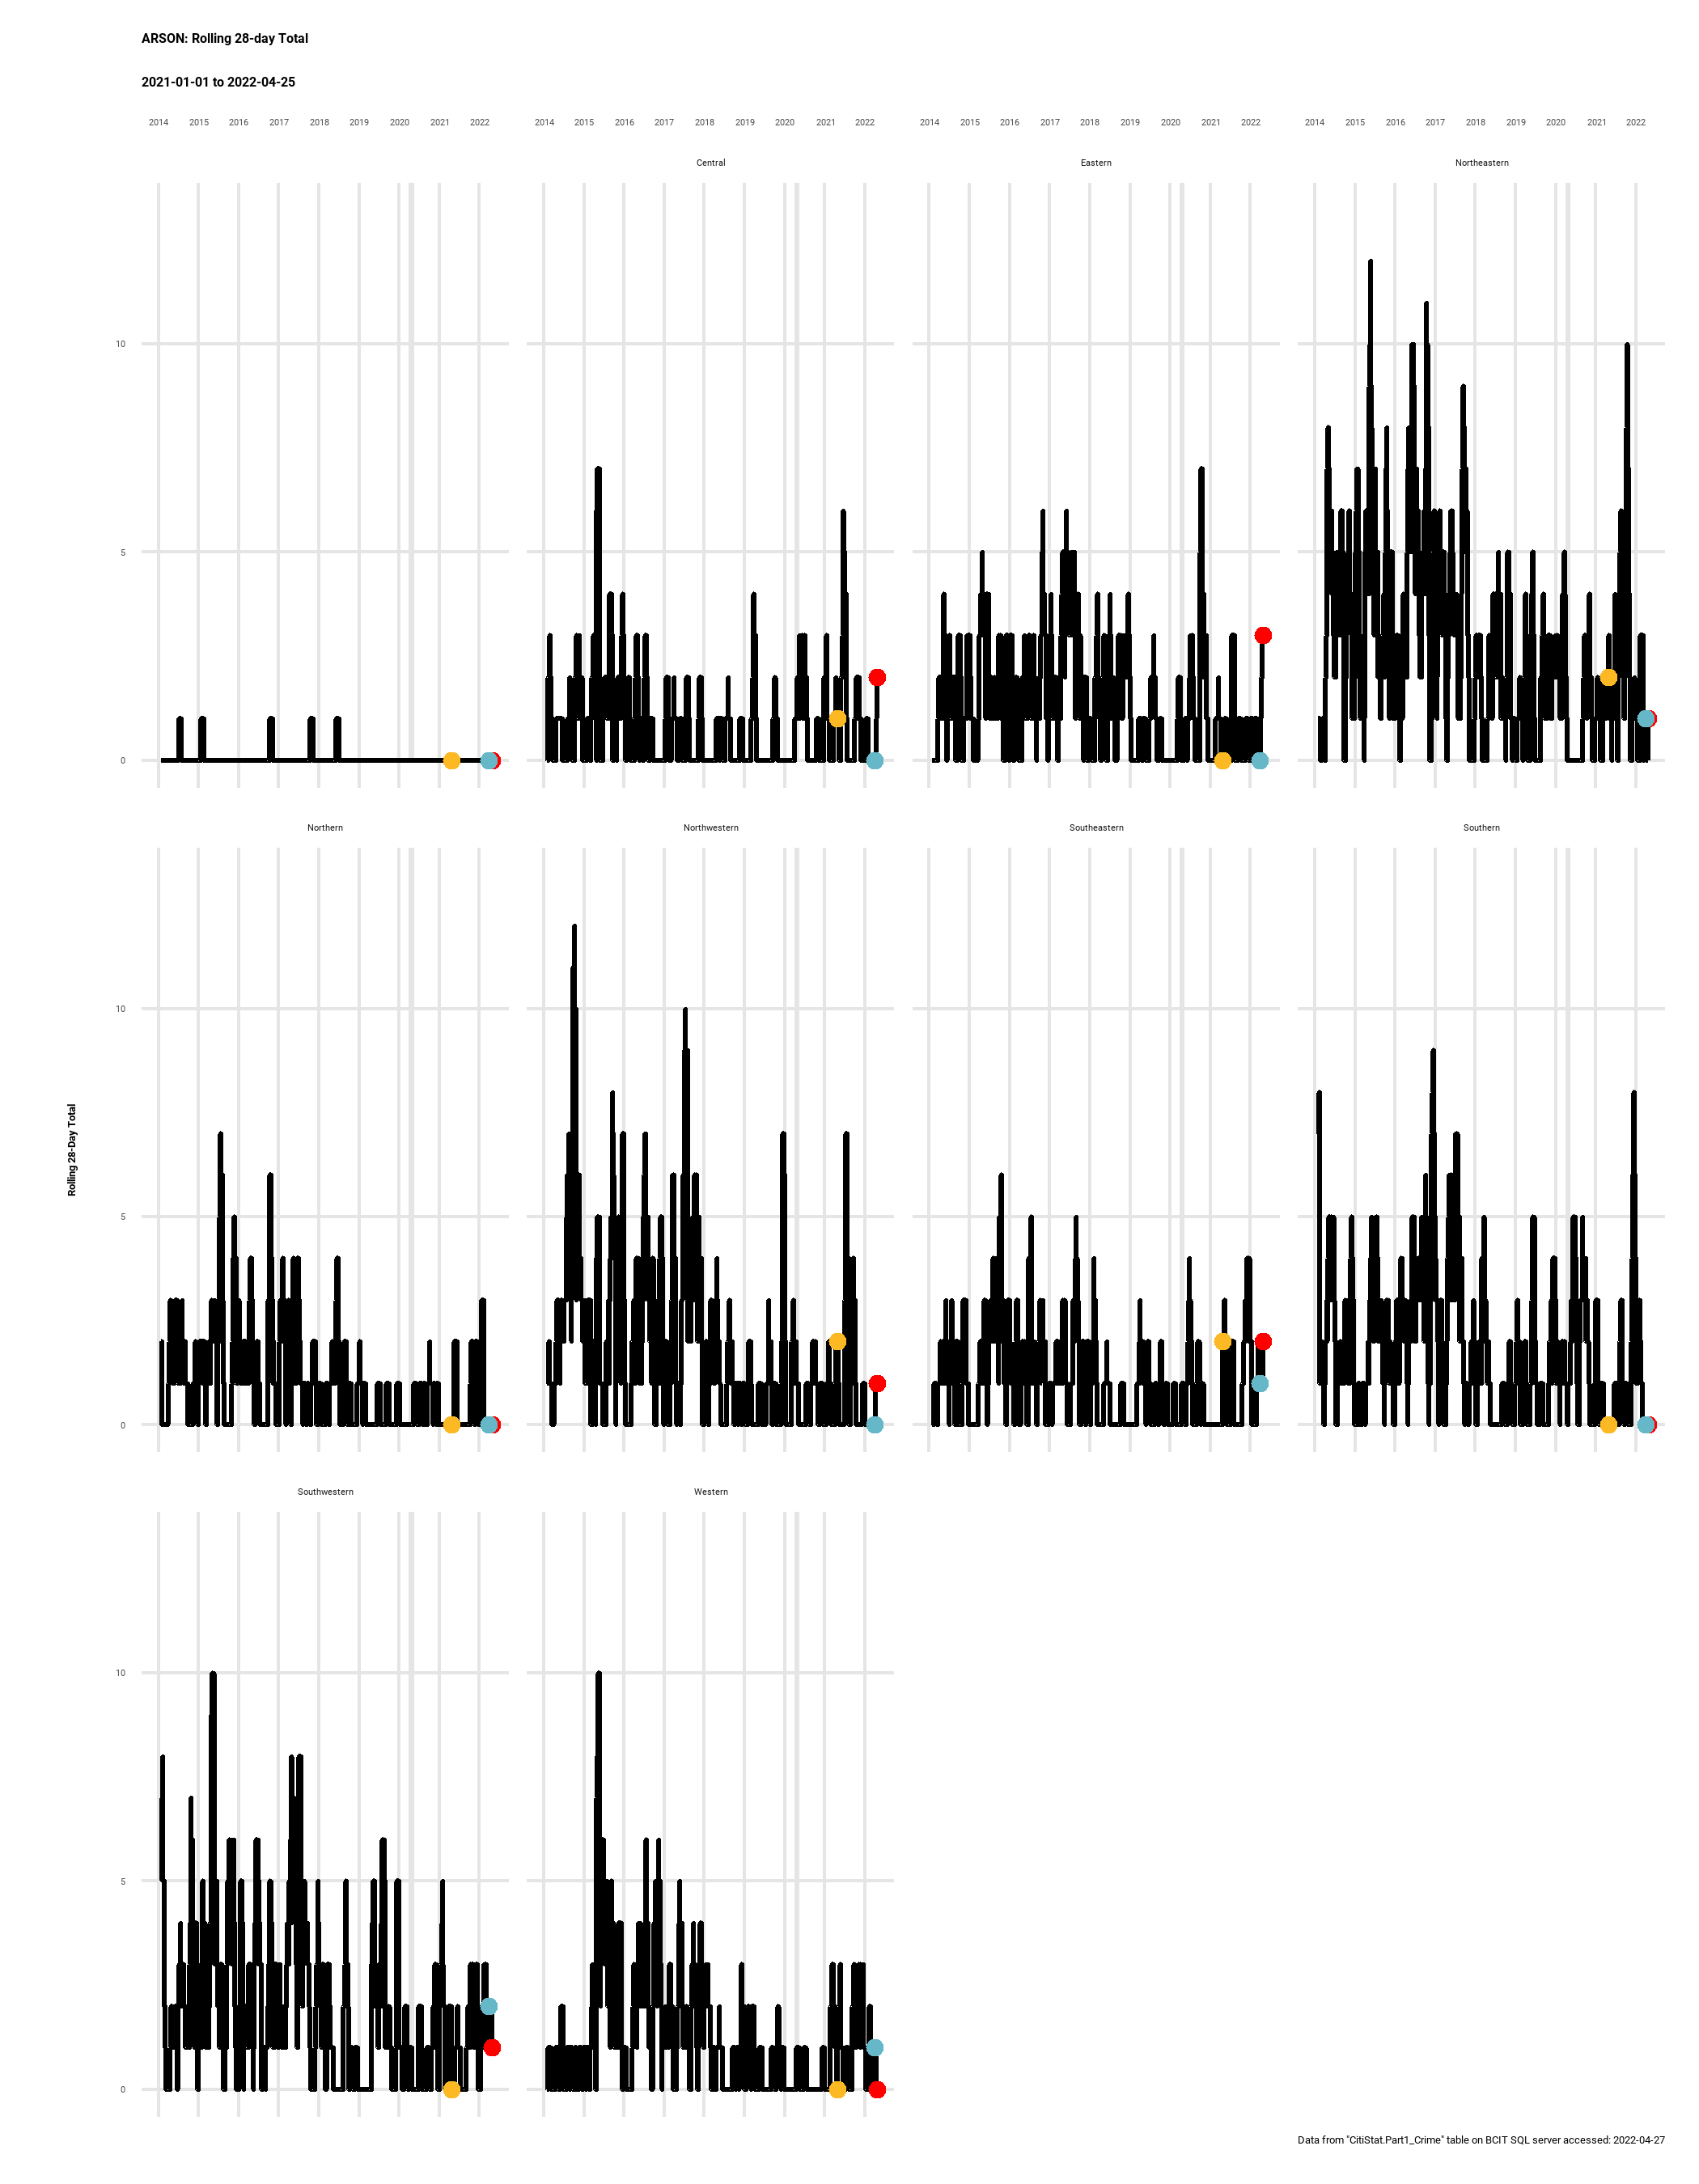 ARSON: Rolling 28-day Total
2021-01-01 to 2022-04-25
2014 2015 2016 2017 2018 2019 2020 2021 2022 2014 2015 2016 2017 2018 2019 2020 2021 2022 2014 2015 2016 2017 2018 2019 2020 2021 2022 2014 2015 2016 2017 2018 2019 2020 2021 2022
Central Eastern Northeastern
10
5
0
Northern Northwestern Southeastern Southern
10
5
0
Rolling 28-Day Total
Southwestern Western
10
5
0
Data from "CitiStat.Part1_Crime" table on BCIT SQL server accessed: 2022-04-27